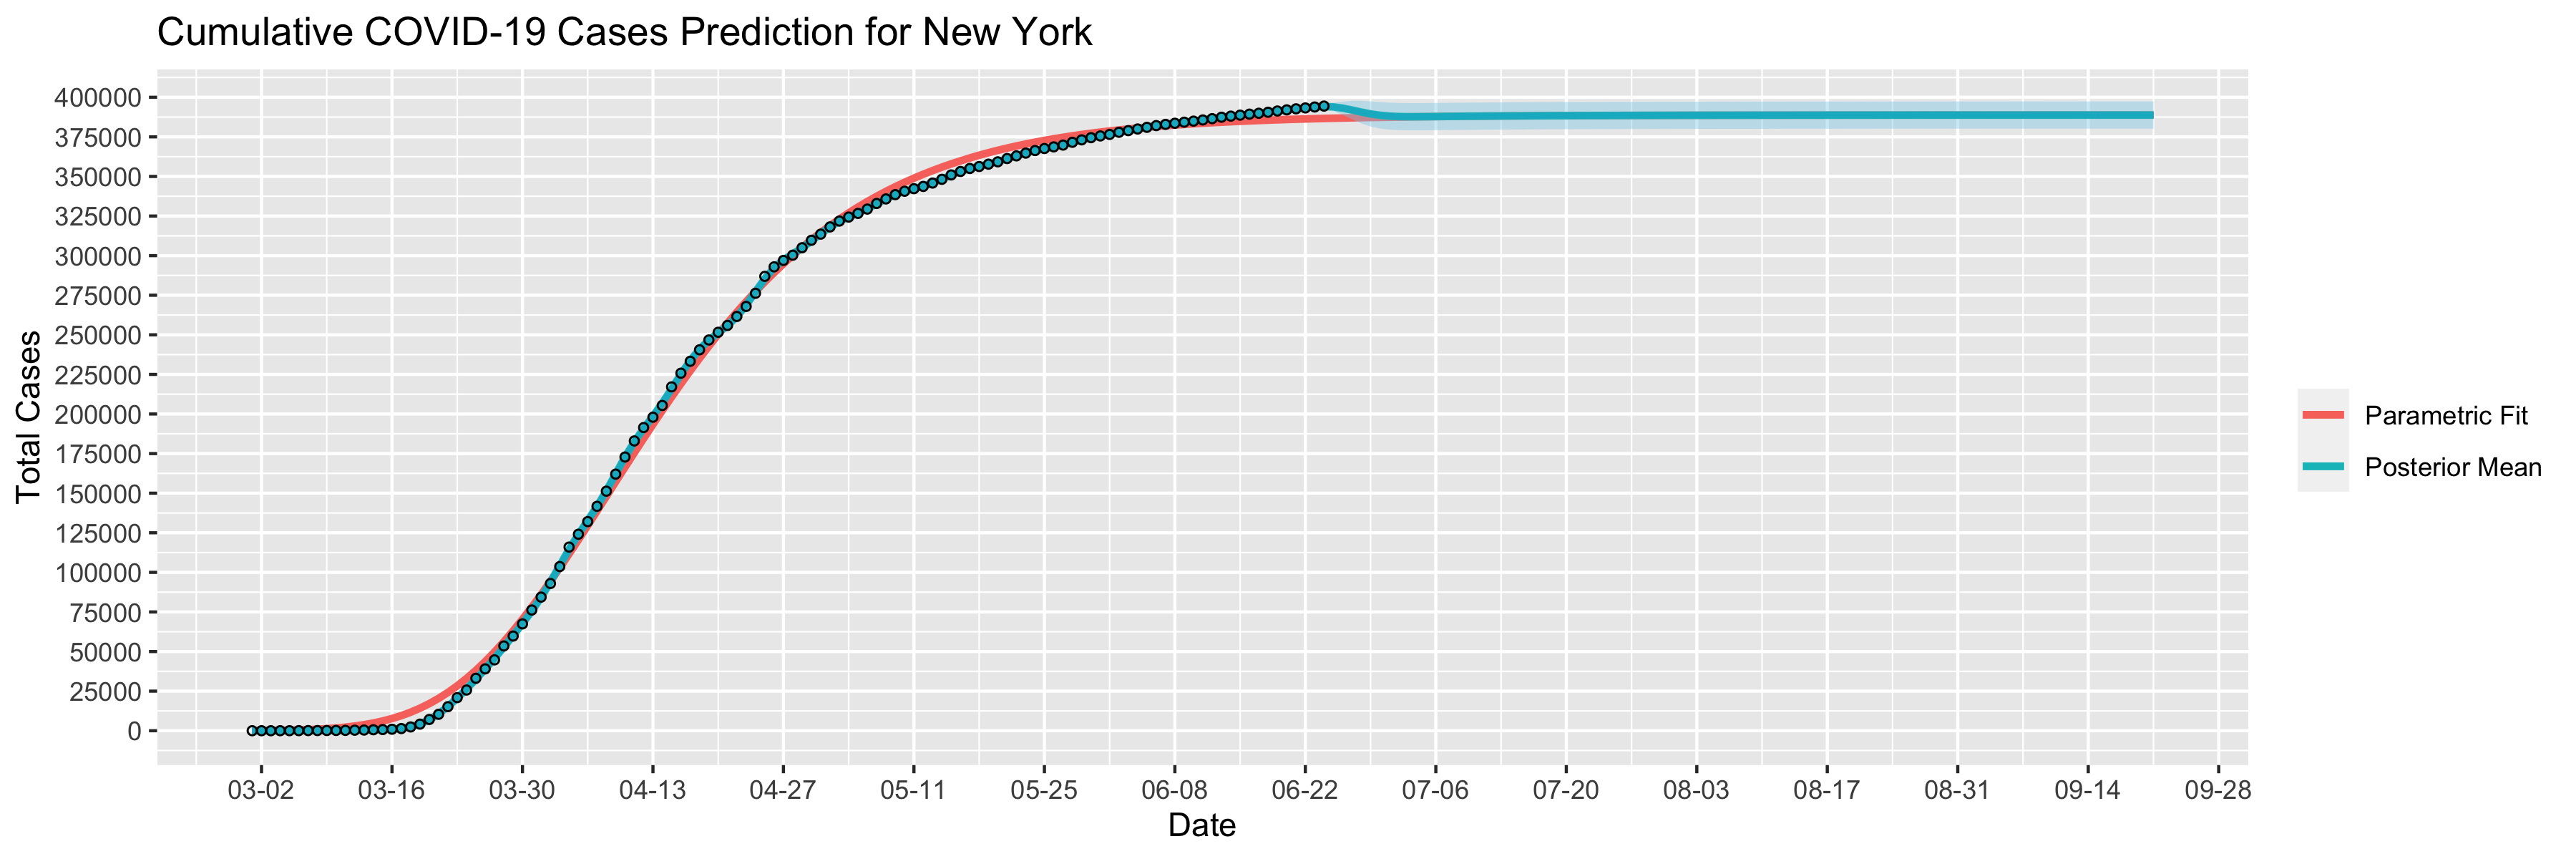 Cumulative COVID-19 Cases Prediction for New York
Total Cases
400000
375000
350000
325000
300000
275000
250000
225000
200000
175000
150000
125000
100000
75000
50000
25000
0
03-02 03-16 03-30 04-13 04-27 05-11 05-25 06-08 06-22 07-06 07-20 08-03 08-17 08-31 09-14 09-28
Date
Parametric Fit
Posterior Mean